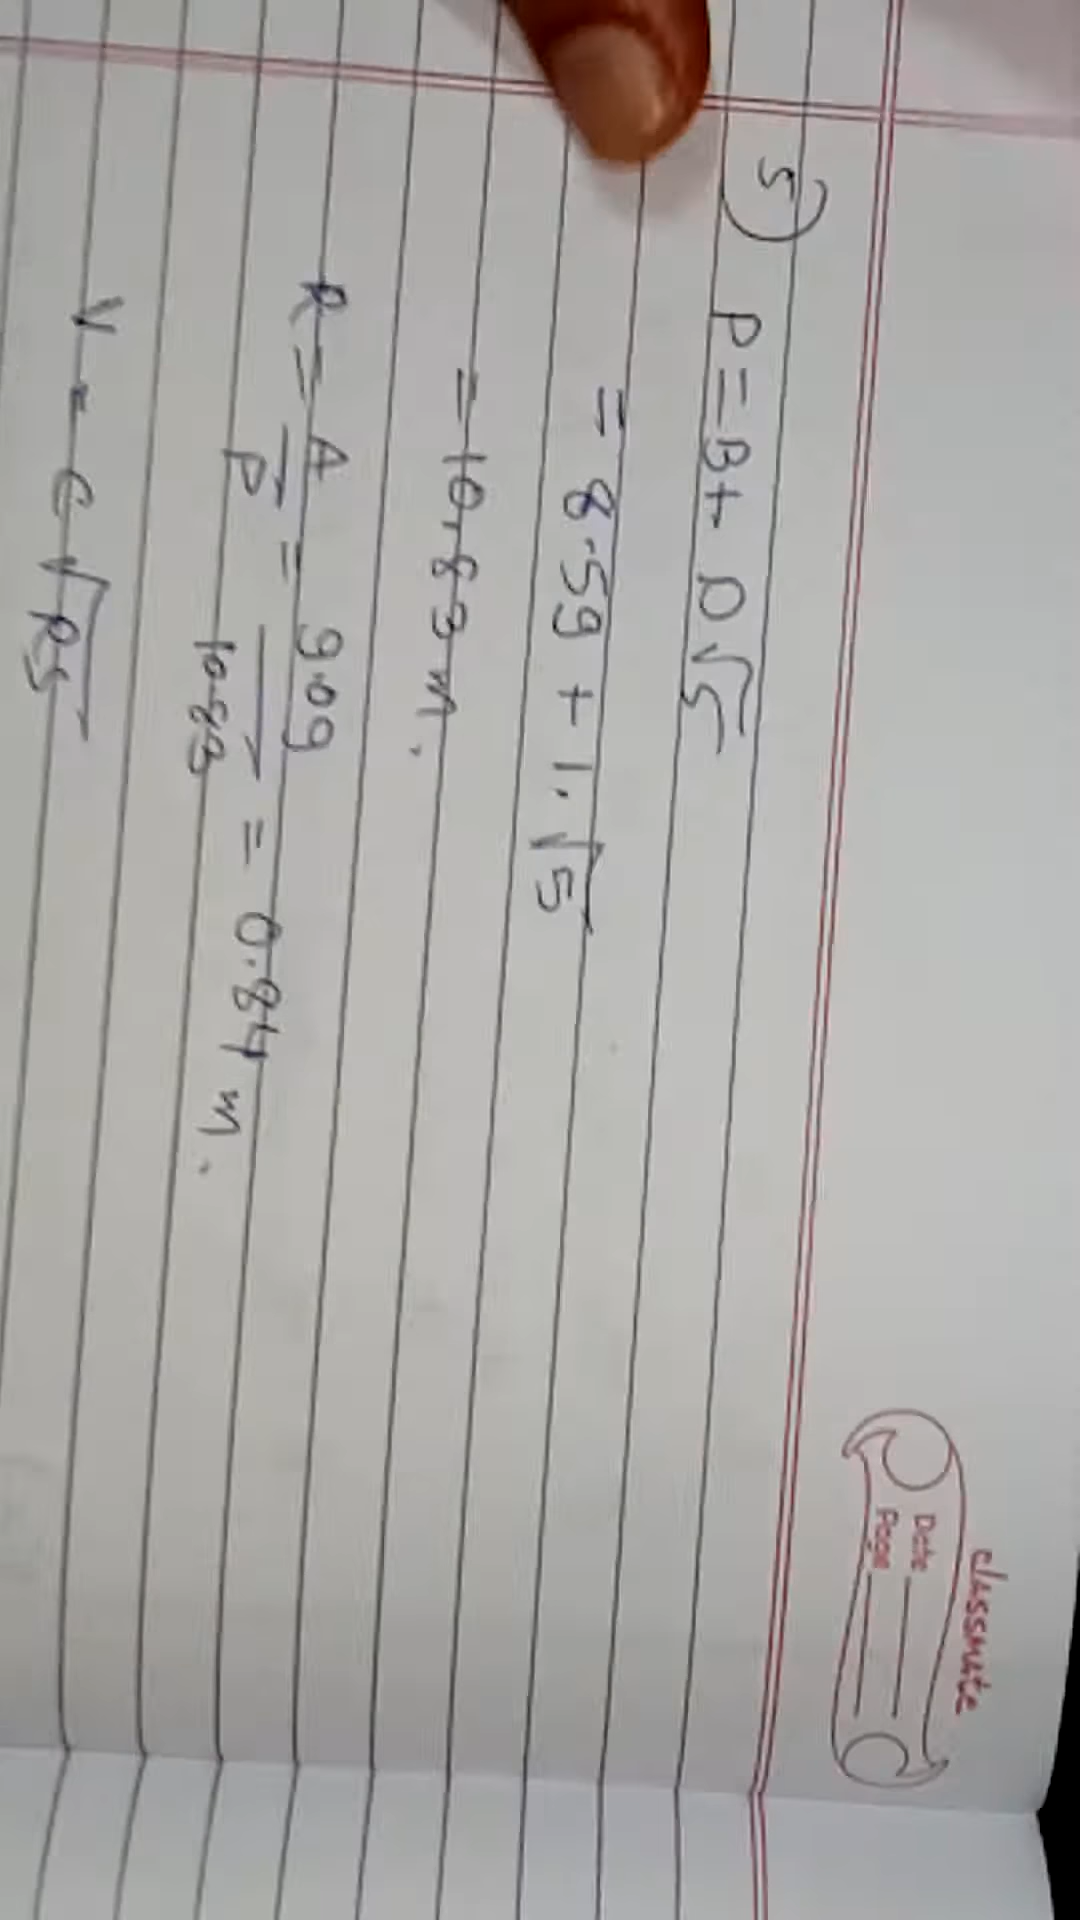 classmate
Date
Page
5) P = B + D√5
= 8.59 + 1.√5
= 10.83 m.
R = A/P = 9.09/10.83 = 0.84 m.
V = C√RS